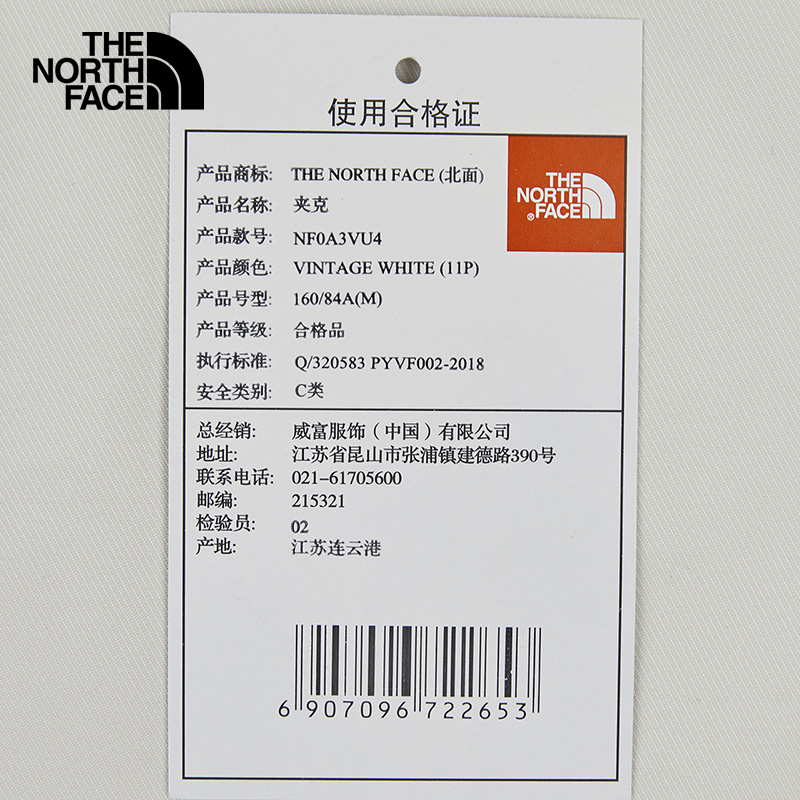 THE
NORTH
FACE
使用合格证
THE
NORTH
®FACE
产品商标: THE NORTH FACE (北面)
产品名称: 夹克
产品款号: NF0A3VU4
产品颜色: VINTAGE WHITE (11P)
产品号型: 160/84A(M)
产品等级: 合格品
执行标准: Q/320583 PYVF002-2018
安全类别: C类
总经销: 威富服饰（中国）有限公司
地址: 江苏省昆山市张浦镇建德路390号
联系电话: 021-61705600
邮编: 215321
检验员: 02
产地: 江苏连云港
6 907096 722653